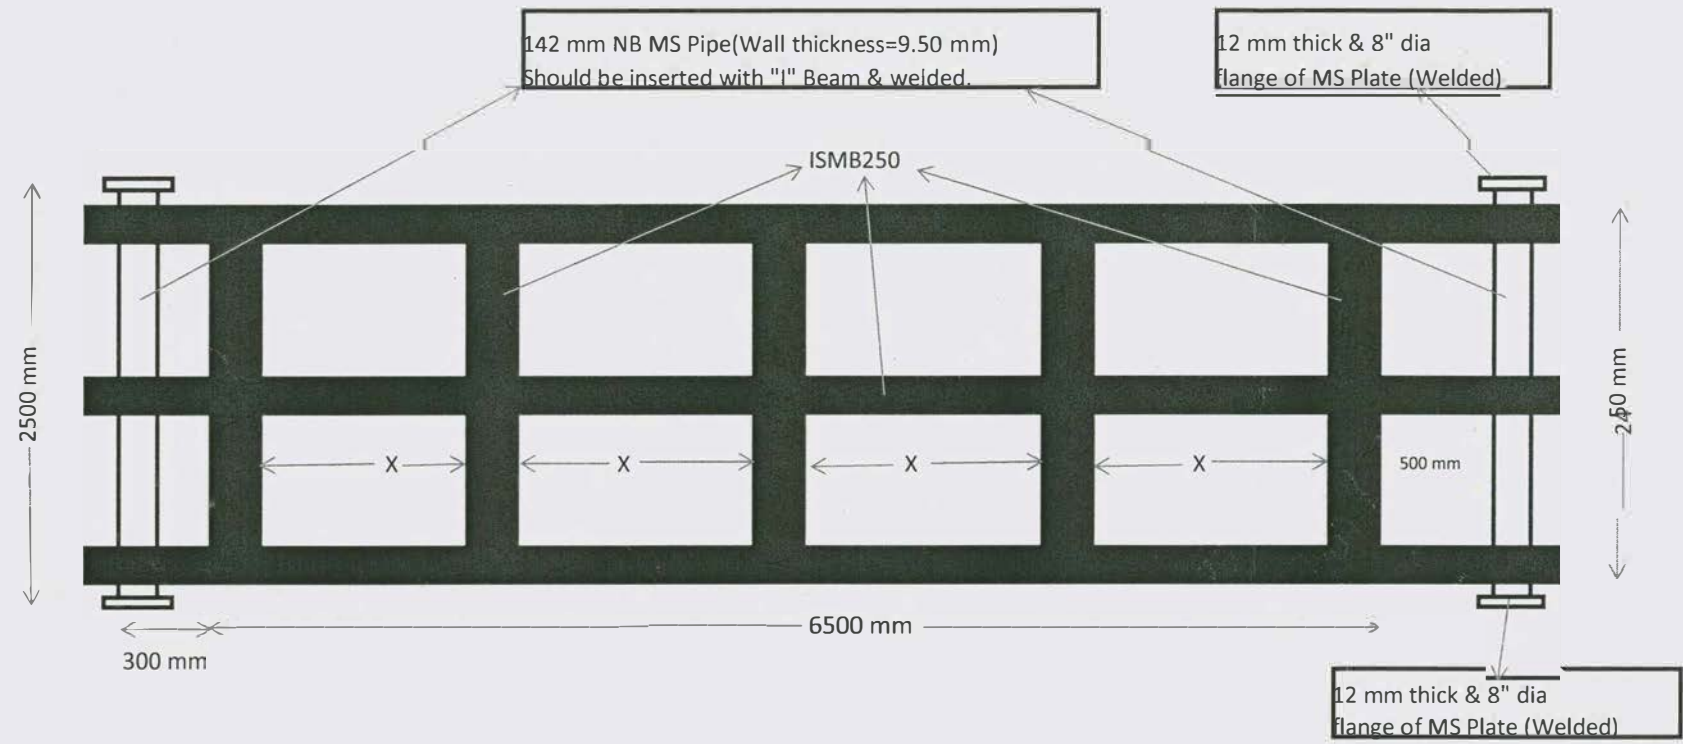 142 mm NB MS Pipe(Wall thickness=9.50 mm)
Should be inserted with "I" Beam & welded.
12 mm thick & 8" dia
flange of MS Plate (Welded)
ISMB250
2500 mm
2450 mm
X
X
X
X
500 mm
6500 mm
300 mm
12 mm thick & 8" dia
flange of MS Plate (Welded)